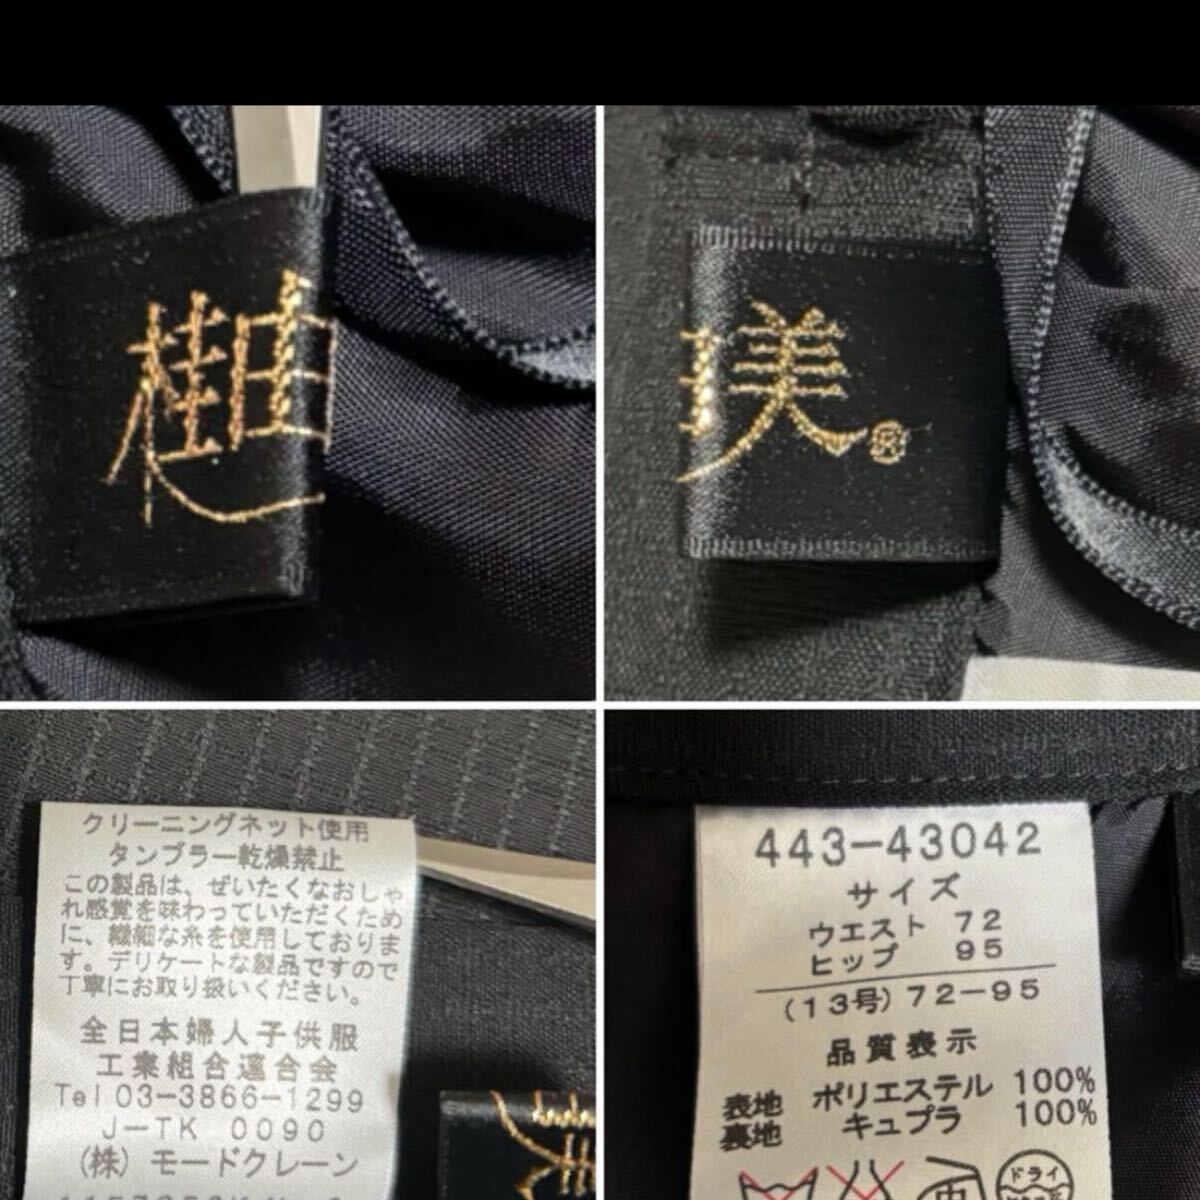 桂由
美®
クリーニングネット使用
タンブラー乾燥禁止
この製品は、ぜいたくなおしゃ
れ感覚を味わっていただくため
に、繊細な糸を使用しておりま
す。デリケートな製品ですので
丁寧にお取り扱いください。
全日本婦人子供服
工業組合連合会
Tel 03-3866-1299
J-TK 0090
(株) モードクレーン
443-43042
サイズ
ウエスト 72
ヒップ 95
(13号) 72-95
品質表示
表地 ポリエステル 100%
裏地 キュプラ 100%
ドライ